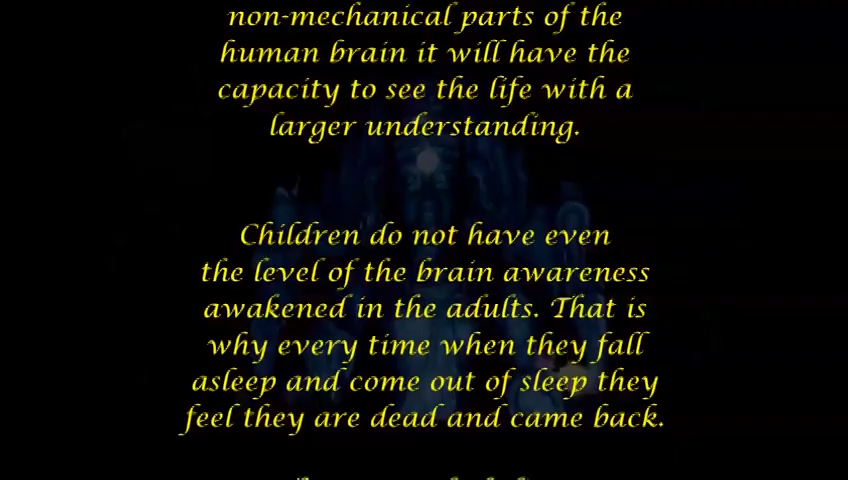 non-mechanical parts of the
human brain it will have the
capacity to see the life with a
larger understanding.
Children do not have even
the level of the brain awareness
awakened in the adults. That is
why every time when they fall
asleep and come out of sleep they
feel they are dead and came back.